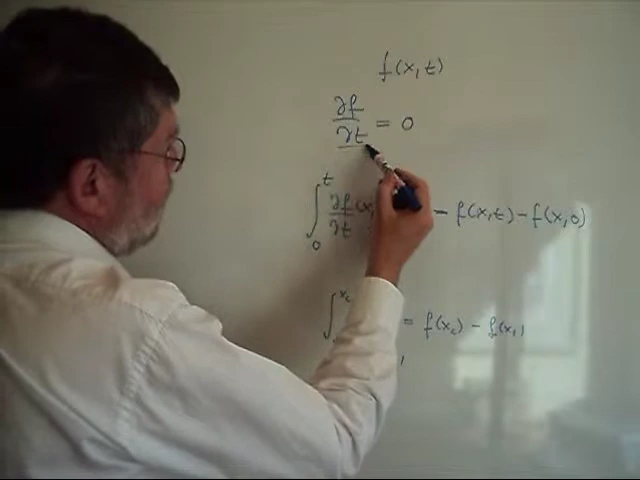 f(x,t)
∂f/∂t = 0
∫₀ᵗ ∂f/∂t (x, = f(x,t) - f(x,0)
= f(x₂) - f(x₁)